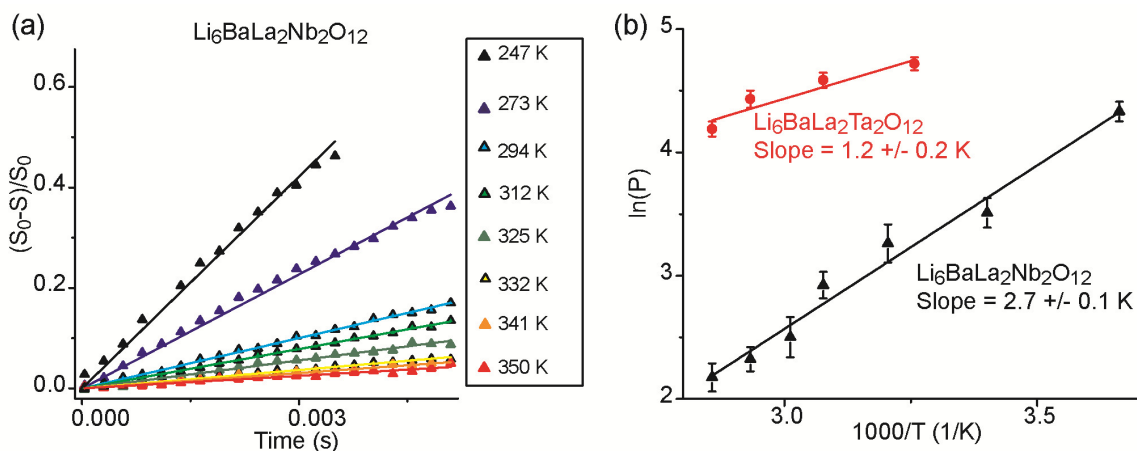 (a)
Li₆BaLa₂Nb₂O₁₂
(S₀-S)/S₀
0.6
0.4
0.2
0.0
0.000
0.003
Time (s)
247 K
273 K
294 K
312 K
325 K
332 K
341 K
350 K
(b)
ln(P)
5
4
3
2
Li₆BaLa₂Ta₂O₁₂
Slope = 1.2 +/- 0.2 K
Li₆BaLa₂Nb₂O₁₂
Slope = 2.7 +/- 0.1 K
3.0
3.5
1000/T (1/K)